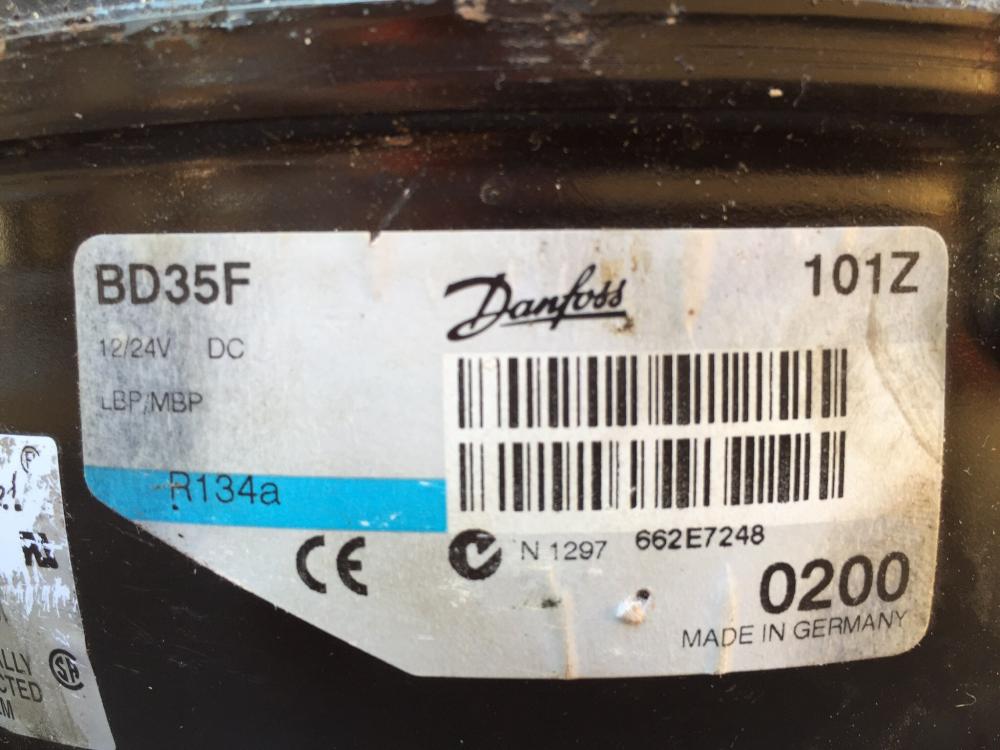 BD35F
Danfoss
101Z
12/24V DC
LBP/MBP
R134a
CE
N 1297
662E7248
0200
MADE IN GERMANY